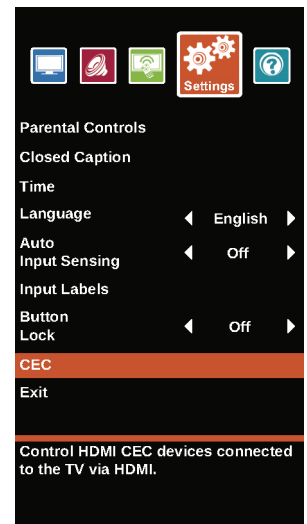 Settings
Parental Controls
Closed Caption
Time
Language English
Auto
Input Sensing Off
Input Labels
Button
Lock Off
CEC
Exit
Control HDMI CEC devices connected
to the TV via HDMI.